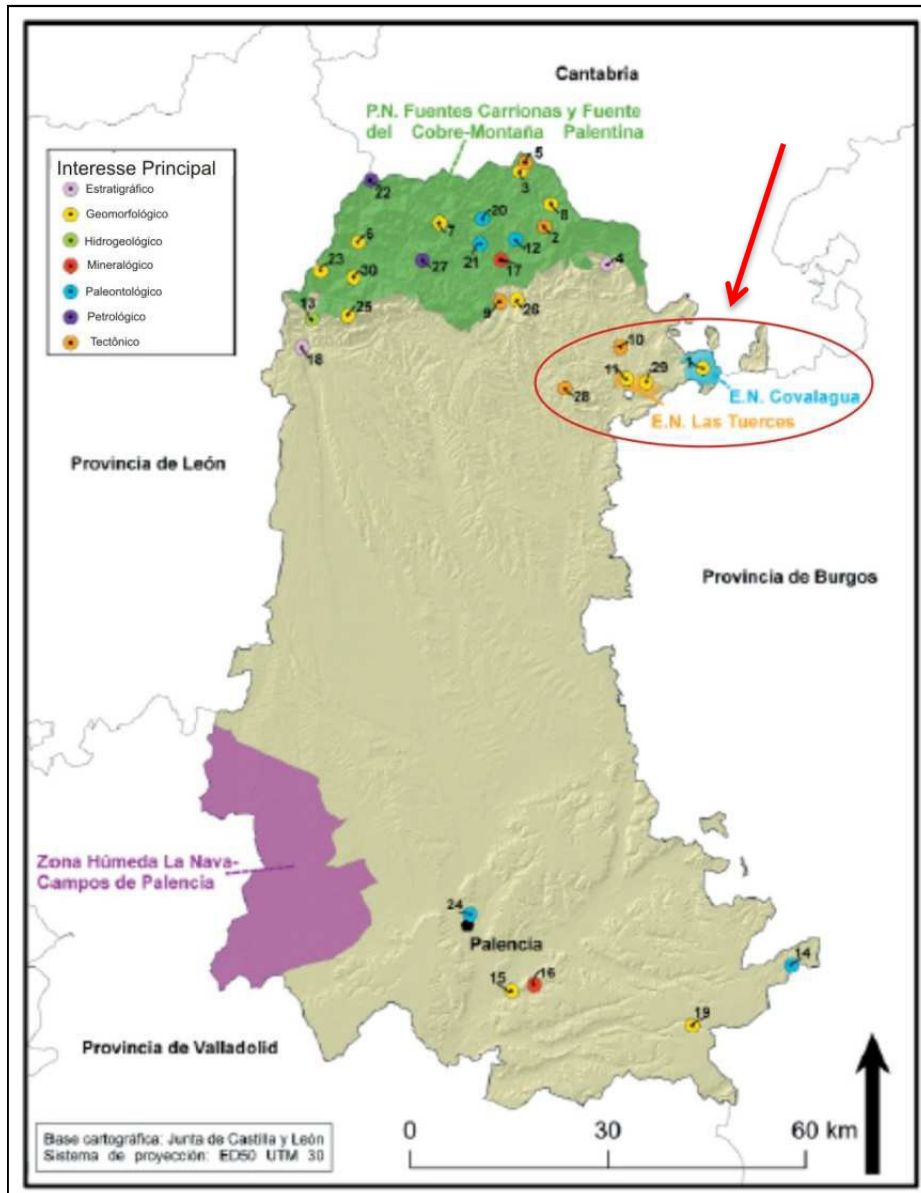 Cantabria
P.N. Fuentes Carrionas y Fuente
del Cobre-Montaña Palentina
Interesse Principal
Estratigráfico
Geomorfológico
Hidrogeológico
Mineralógico
Paleontológico
Petrológico
Tectônico
5
3
22
20
8
7
2
6
12
21
23
27
17
4
30
9
26
13
25
18
10
1
11
29
28
E.N. Covalagua
E.N. Las Tuerces
Provincia de León
Provincia de Burgos
Zona Húmeda La Nava-
Campos de Palencia
24
Palencia
14
15
16
19
Provincia de Valladolid
Base cartográfica: Junta de Castilla y León
Sistema de proyección: ED50 UTM 30
0 30 60 km